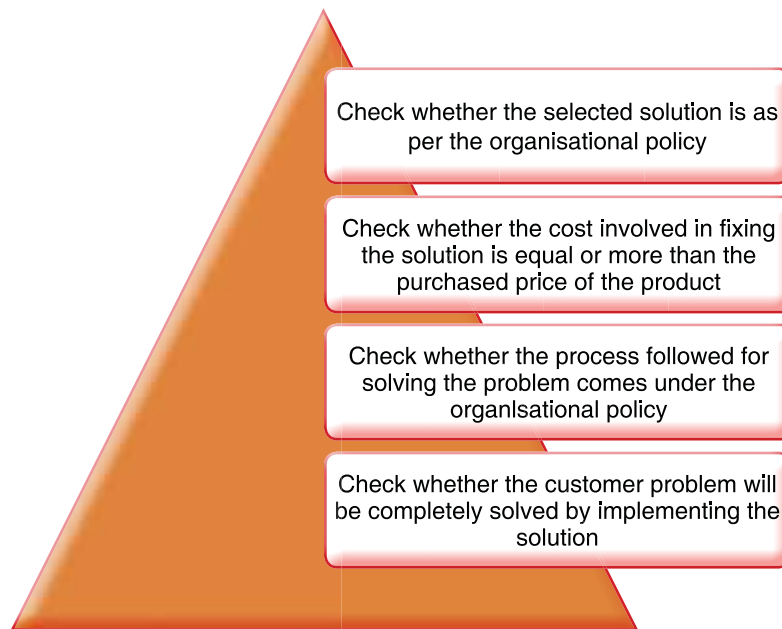 Check whether the selected solution is as
per the organisational policy
Check whether the cost involved in fixing
the solution is equal or more than the
purchased price of the product
Check whether the process followed for
solving the problem comes under the
organlsational policy
Check whether the customer problem will
be completely solved by implementing the
solution